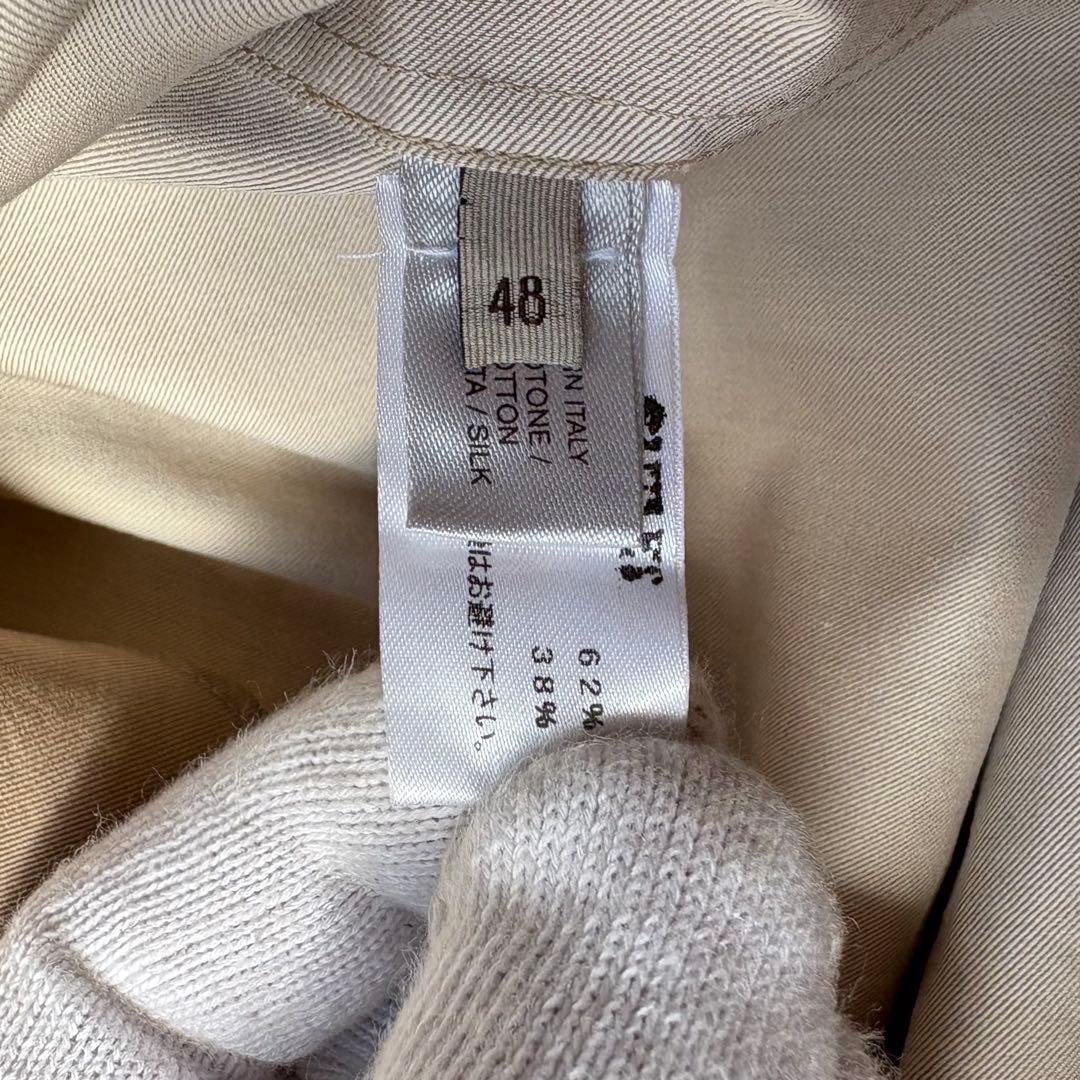 48
IN ITALY
OTONE /
OTTON
TA / SILK
62%
38%
はお避け下さい。